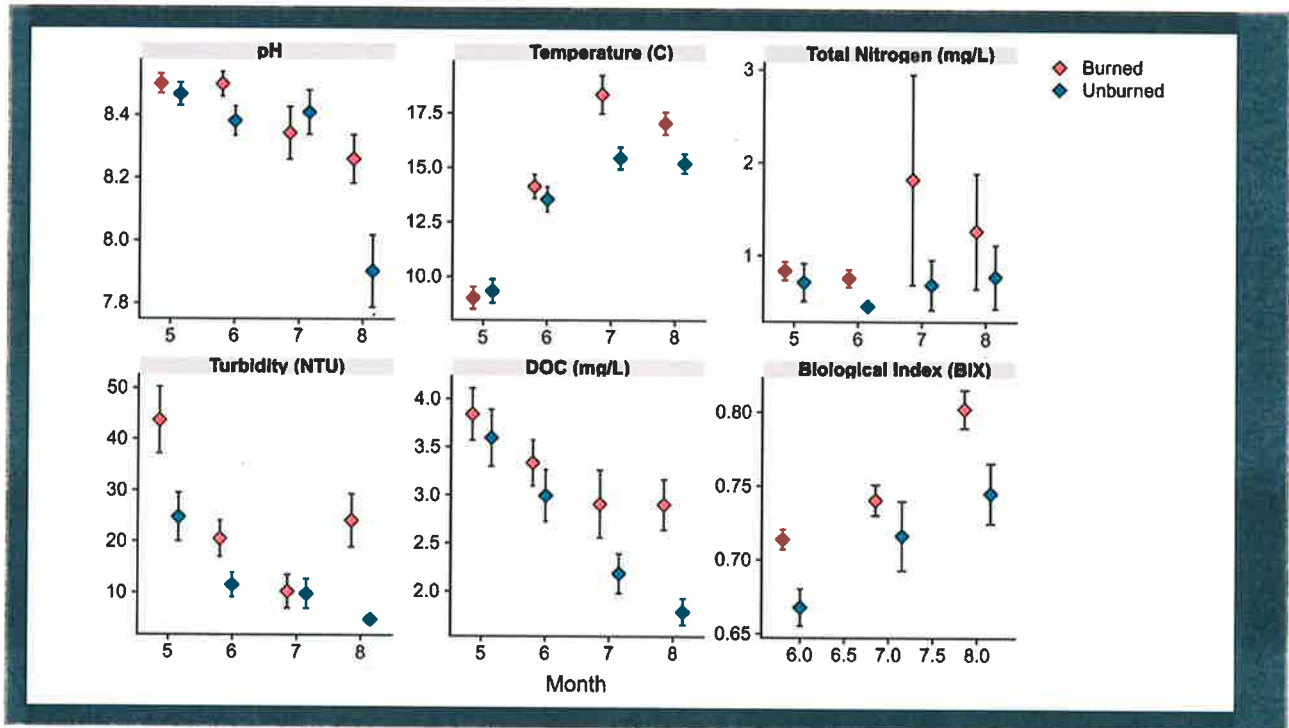 pH
Temperature (C)
Total Nitrogen (mg/L)
Burned
Unburned
8.4
8.2
8.0
7.8
5 6 7 8
17.5
15.0
12.5
10.0
5 6 7 8
3
2
1
5 6 7 8
Turbidity (NTU)
DOC (mg/L)
Biological Index (BIX)
50
40
30
20
10
5 6 7 8
4.0
3.5
3.0
2.5
2.0
5 6 7 8
0.80
0.75
0.70
0.65
6.0 6.5 7.0 7.5 8.0
Month